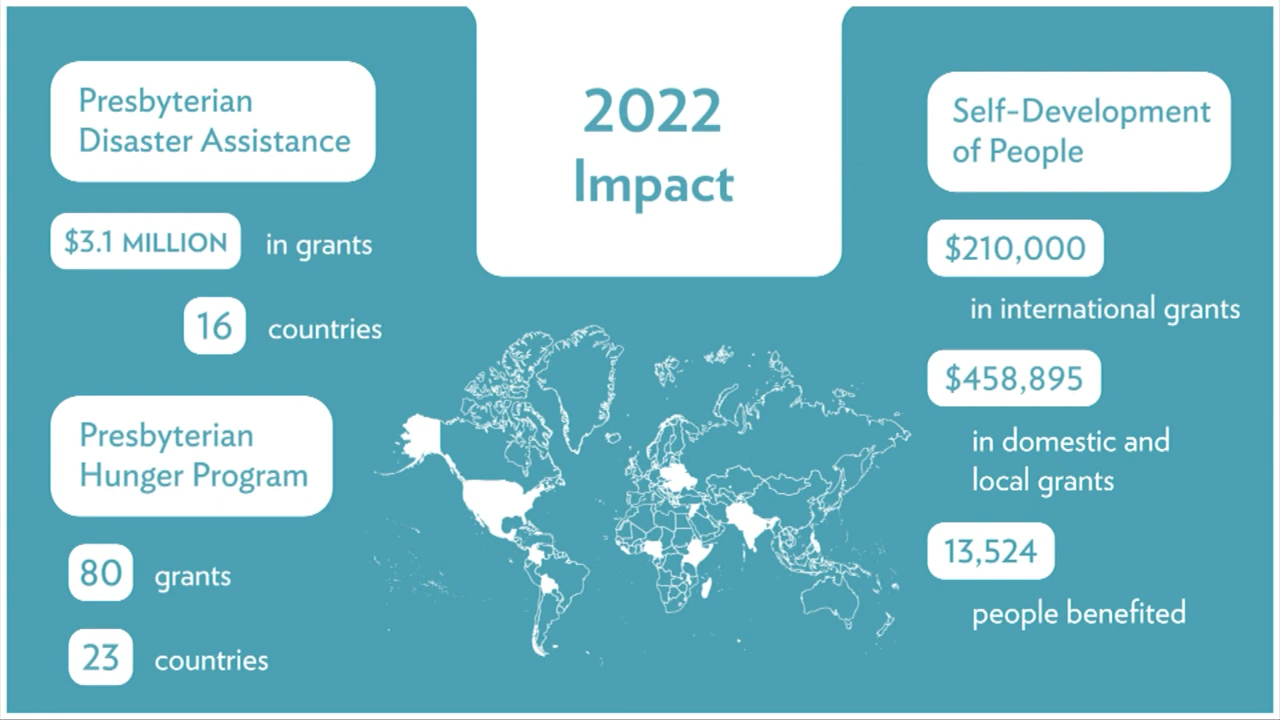 2022
Impact
Presbyterian
Disaster Assistance
$3.1 MILLION in grants
16 countries
Presbyterian
Hunger Program
80 grants
23 countries
Self-Development
of People
$210,000
in international grants
$458,895
in domestic and
local grants
13,524
people benefited